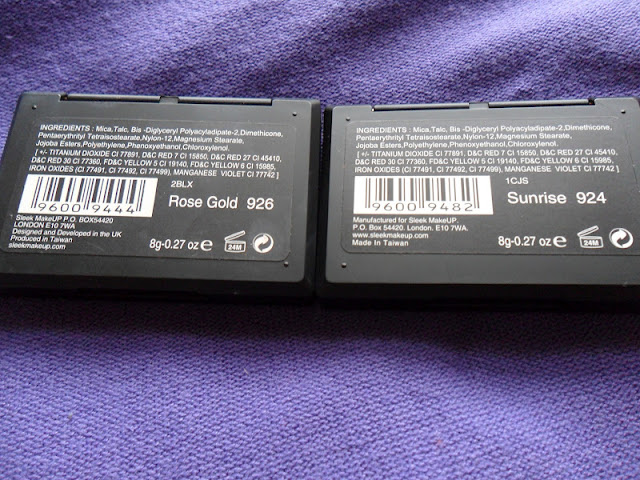 INGREDIENTS : Mica,Talc, Bis -Diglyceryl Polyacyladipate-2,Dimethicone,
Pentaerythrityl Tetraisostearate,Nylon-12,Magnesium Stearate,
Jojoba Esters,Polyethylene,Phenoxyethanol,Chloroxylenol.
[ +/- TITANIUM DIOXIDE CI 77891, D&C RED 7 CI 15850, D&C RED 27 CI 45410,
D&C RED 30 CI 77360, FD&C YELLOW 5 CI 19140, FD&C YELLOW 6 CI 15985,
IRON OXIDES (CI 77491, CI 77492, CI 77499), MANGANESE VIOLET CI 77742 ]
2BLX
9600 9444
Rose Gold 926
Sleek MakeUP P.O. BOX54420
LONDON E10 7WA
Designed and Developed in the UK
Produced in Taiwan
sleekmakeup.com
8g-0.27 oz e
24M
INGREDIENTS : Mica,Talc, Bis -Diglyceryl Polyacyladipate-2,Dimethicone,
Pentaerythrityl Tetraisostearate,Nylon-12,Magnesium Stearate,
Jojoba Esters,Polyethylene,Phenoxyethanol,Chloroxylenol.
[ +/- TITANIUM DIOXIDE CI 77891, D&C RED 7 CI 15850, D&C RED 27 CI 45410,
D&C RED 30 CI 77360, FD&C YELLOW 5 CI 19140, FD&C YELLOW 6 CI 15985,
IRON OXIDES (CI 77491, CI 77492, CI 77499), MANGANESE VIOLET CI 77742 ]
1CJS
9600 9482
Sunrise 924
Manufactured for Sleek MakeUP.
P.O. Box 54420. London. E10 7WA.
www.sleekmakeup.com
Made In Taiwan
8g-0.27 oz e
24M